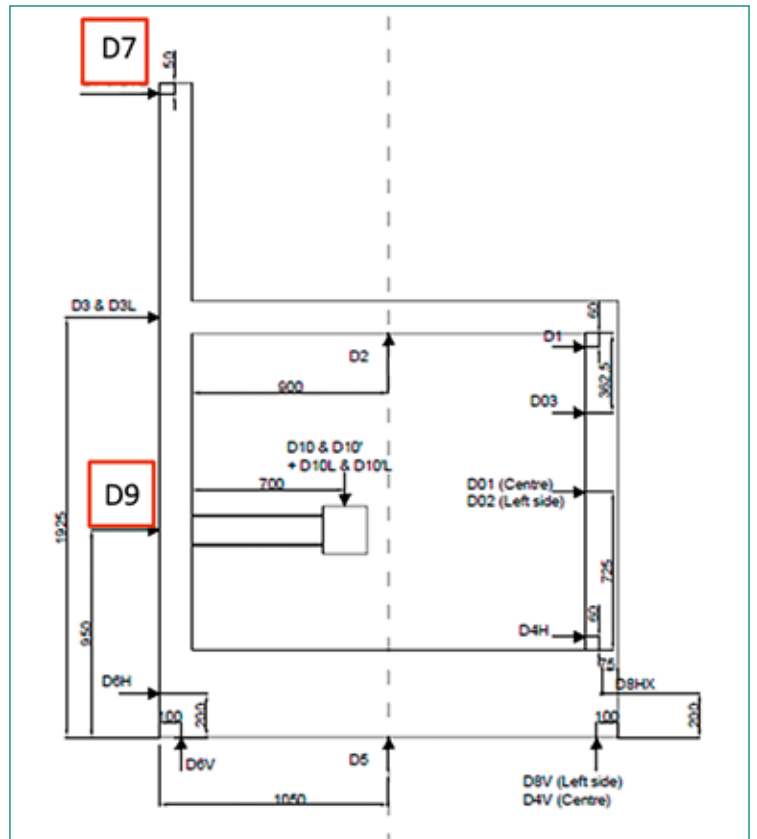 D7
50
D3 & D3L
60
D1
D2
362.5
900
D03
D10 & D10'
+ D10L & D10'L
700
D01 (Centre)
D02 (Left side)
D9
1925
950
725
60
D4H
75
D6H
D8HX
100
200
100
200
D6V
D5
D8V (Left side)
D4V (Centre)
1050